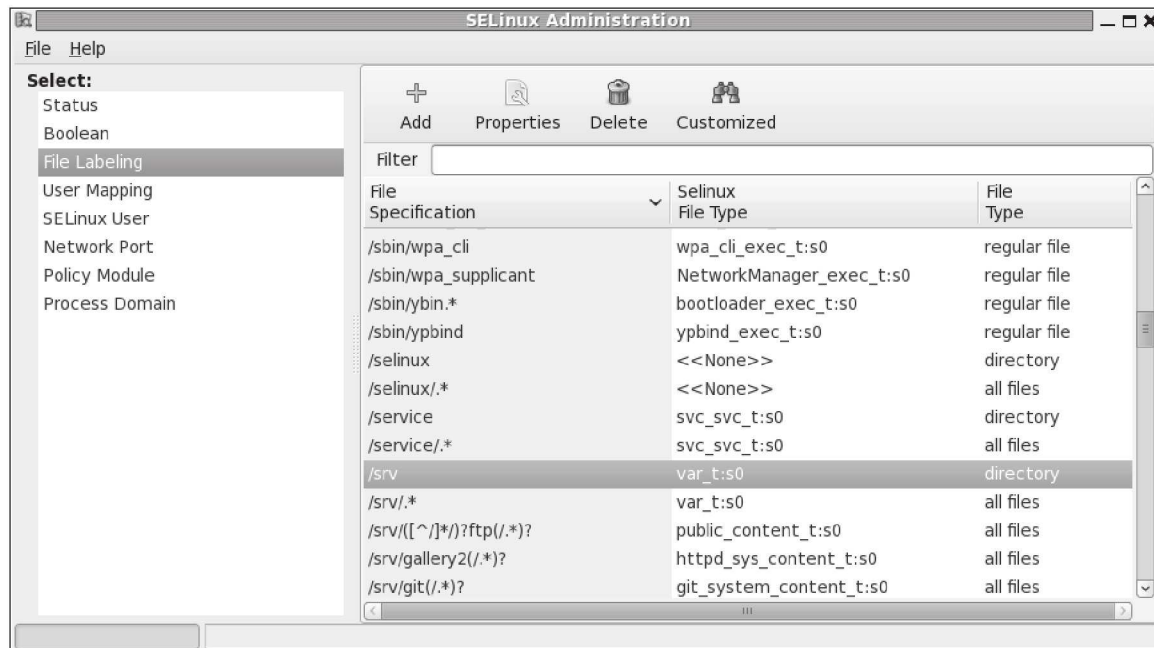 SELinux Administration
File Help
Select:
Status
Boolean
File Labeling
User Mapping
SELinux User
Network Port
Policy Module
Process Domain
Add Properties Delete Customized
Filter
File Specification Selinux File Type File Type
/sbin/wpa_cli wpa_cli_exec_t:s0 regular file
/sbin/wpa_supplicant NetworkManager_exec_t:s0 regular file
/sbin/ybin.* bootloader_exec_t:s0 regular file
/sbin/ypbind ypbind_exec_t:s0 regular file
/selinux <<None>> directory
/selinux/.* <<None>> all files
/service svc_svc_t:s0 directory
/service/.* svc_svc_t:s0 all files
/srv var_t:s0 directory
/srv/.* var_t:s0 all files
/srv/([^/]*/)?ftp(/.*)? public_content_t:s0 all files
/srv/gallery2(/.*)? httpd_sys_content_t:s0 all files
/srv/git(/.*)? git_system_content_t:s0 all files